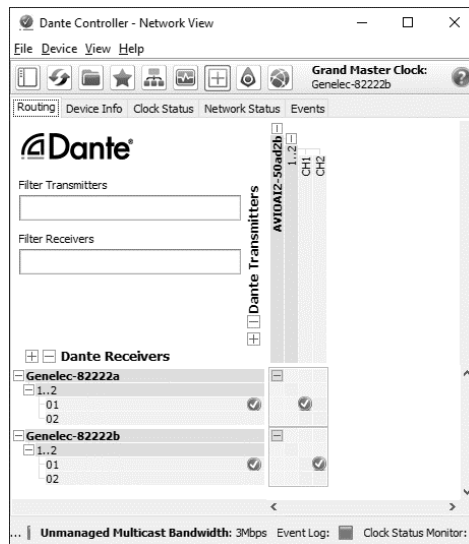 Dante Controller - Network View
File Device View Help
Grand Master Clock:
Genelec-82222b
Routing Device Info Clock Status Network Status Events
Dante®
Filter Transmitters
Filter Receivers
Dante Transmitters
AVIOAI2-50ad2b
1..2
CH1
CH2
Dante Receivers
Genelec-82222a
1..2
01
02
Genelec-82222b
1..2
01
02
... Unmanaged Multicast Bandwidth: 3Mbps Event Log: Clock Status Monitor: